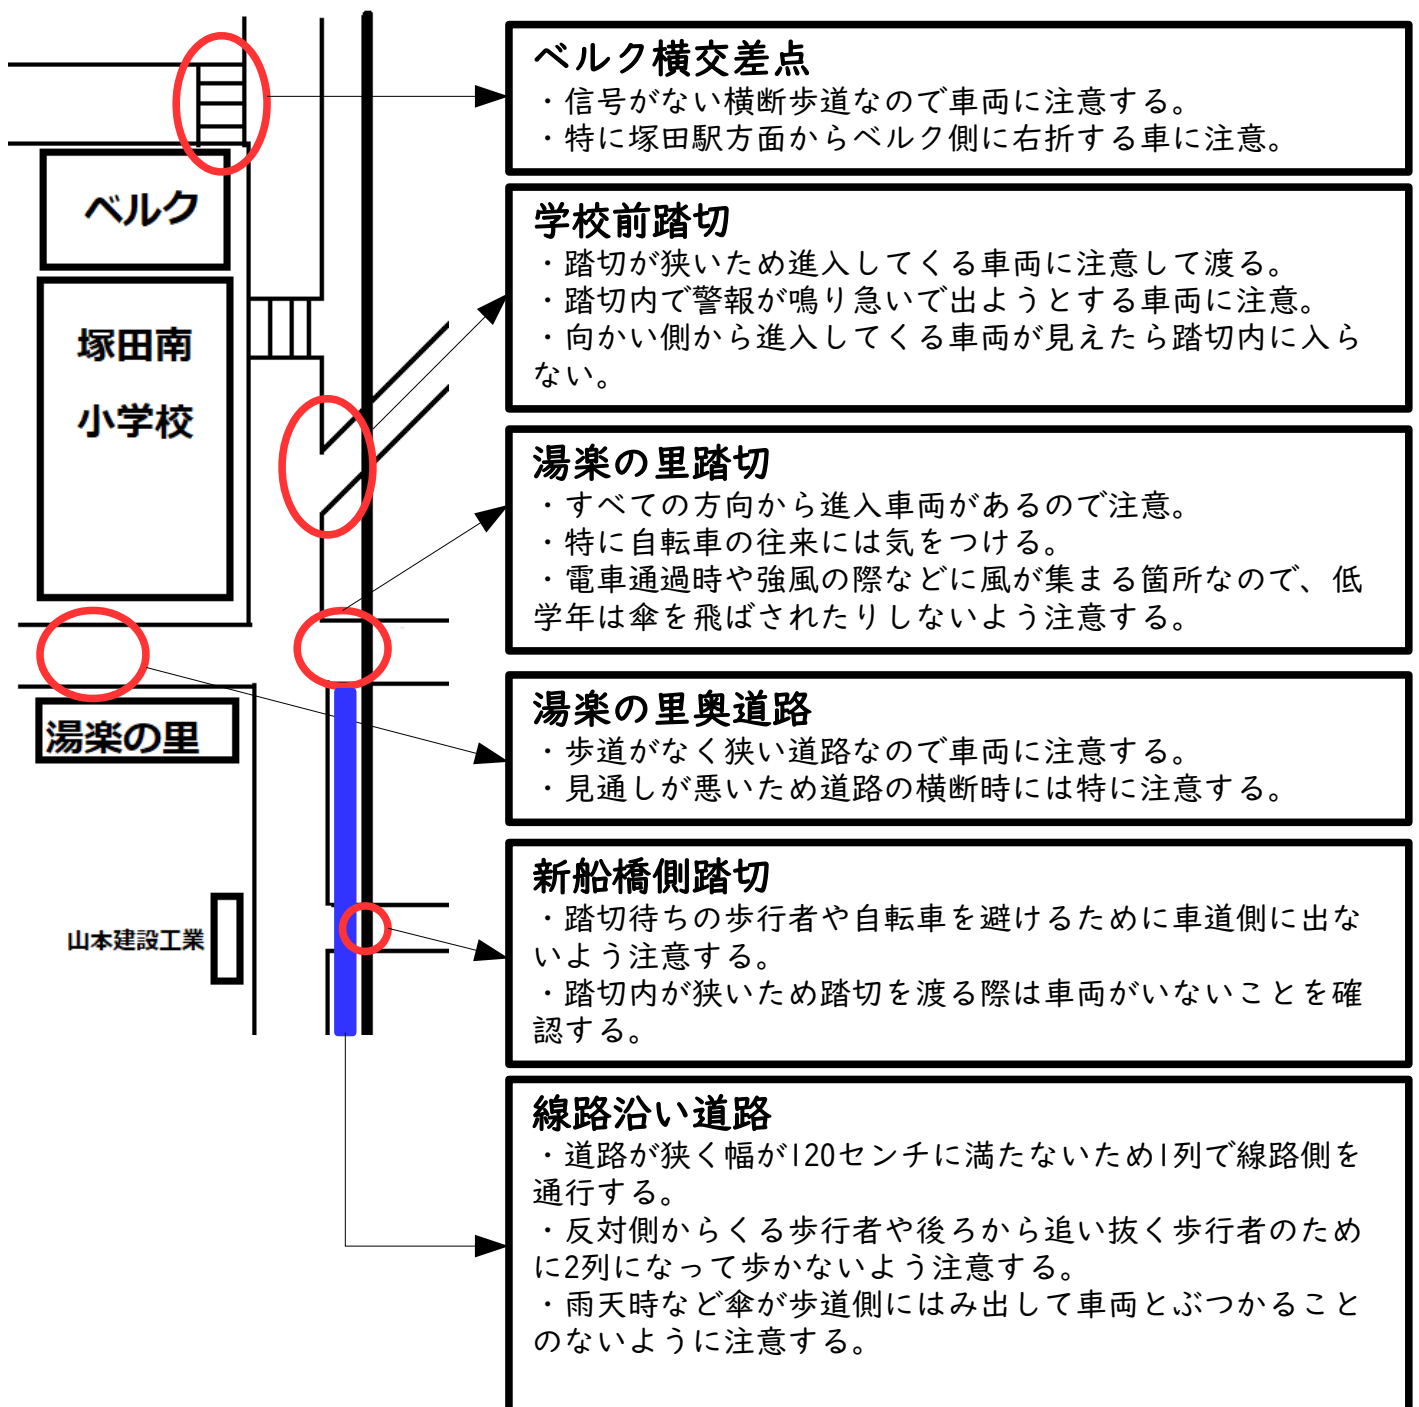 ベルク横交差点
・信号がない横断歩道なので車両に注意する。
・特に塚田駅方面からベルク側に右折する車に注意。
ベルク
学校前踏切
・踏切が狭いため進入してくる車両に注意して渡る。
・踏切内で警報が鳴り急いで出ようとする車両に注意。
・向かい側から進入してくる車両が見えたら踏切内に入ら
ない。
塚田南
小学校
湯楽の里踏切
・すべての方向から進入車両があるので注意。
・特に自転車の往来には気をつける。
・電車通過時や強風の際などに風が集まる箇所なので、低
学年は傘を飛ばされたりしないよう注意する。
湯楽の里
湯楽の里奥道路
・歩道がなく狭い道路なので車両に注意する。
・見通しが悪いため道路の横断時には特に注意する。
山本建設工業
新船橋側踏切
・踏切待ちの歩行者や自転車を避けるために車道側に出な
いよう注意する。
・踏切内が狭いため踏切を渡る際は車両がいないことを確
認する。
線路沿い道路
・道路が狭く幅が120センチに満たないため1列で線路側を
通行する。
・反対側からくる歩行者や後ろから追い抜く歩行者のため
に2列になって歩かないよう注意する。
・雨天時など傘が歩道側にはみ出して車両とぶつかること
のないように注意する。